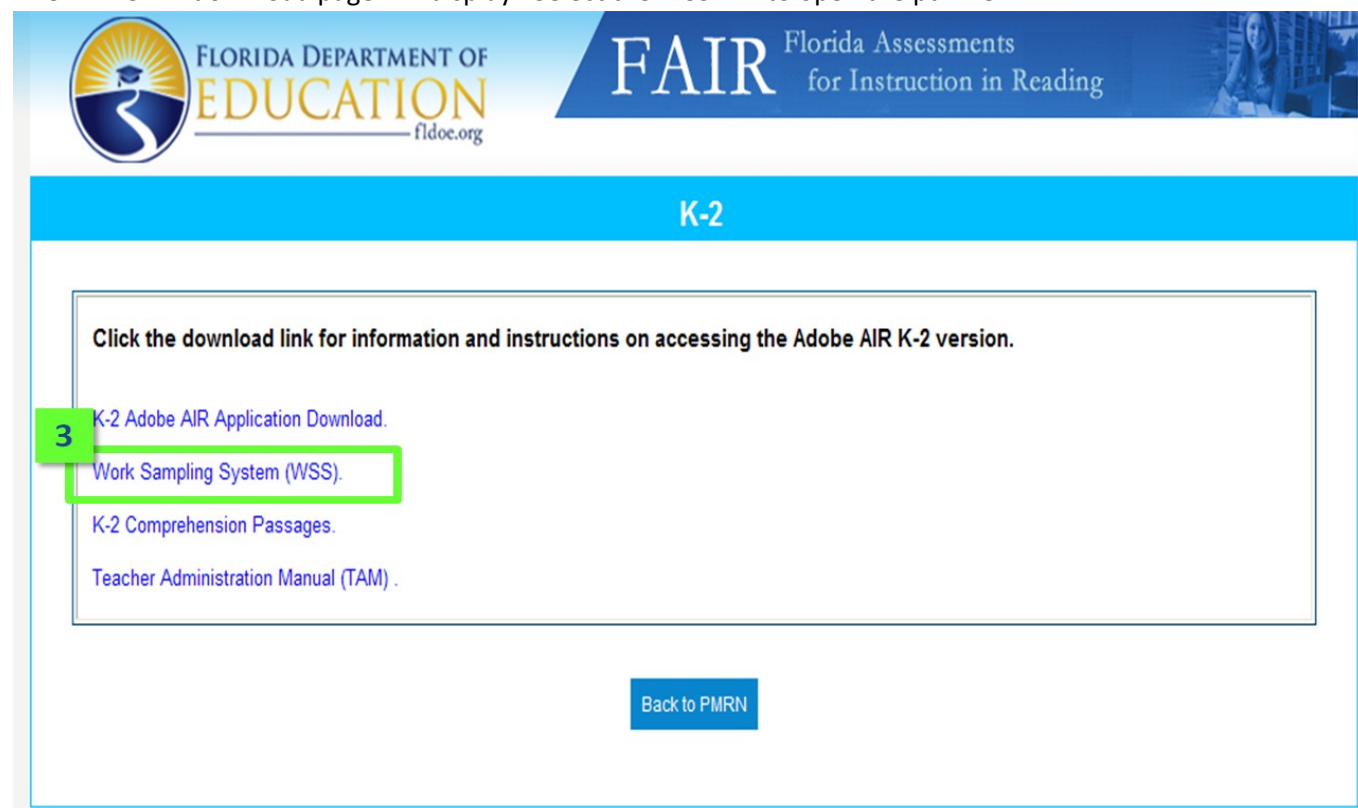 FLORIDA DEPARTMENT OF
EDUCATION
fldoe.org
FAIR Florida Assessments
for Instruction in Reading
K-2
Click the download link for information and instructions on accessing the Adobe AIR K-2 version.
K-2 Adobe AIR Application Download.
3
Work Sampling System (WSS).
K-2 Comprehension Passages.
Teacher Administration Manual (TAM) .
Back to PMRN